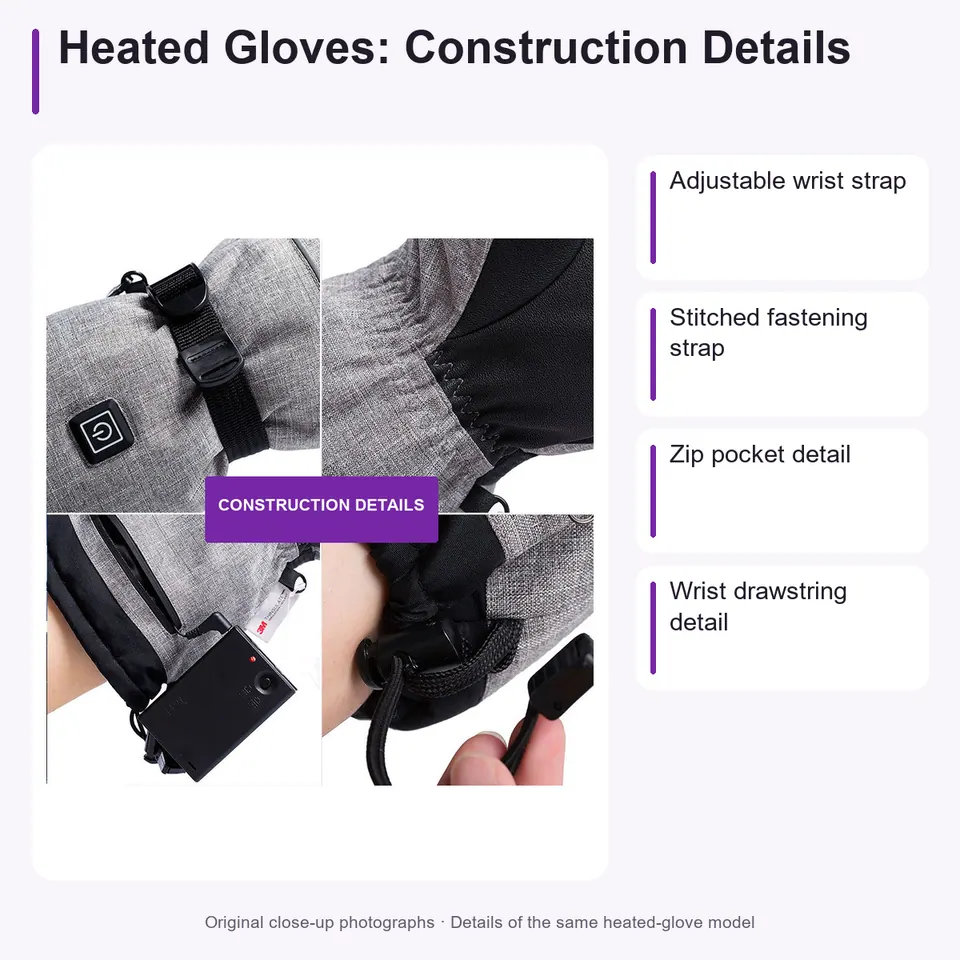 Heated Gloves: Construction Details
Adjustable wrist strap
Stitched fastening
strap
Zip pocket detail
Wrist drawstring
detail
CONSTRUCTION DETAILS
3M
Original close-up photographs · Details of the same heated-glove model